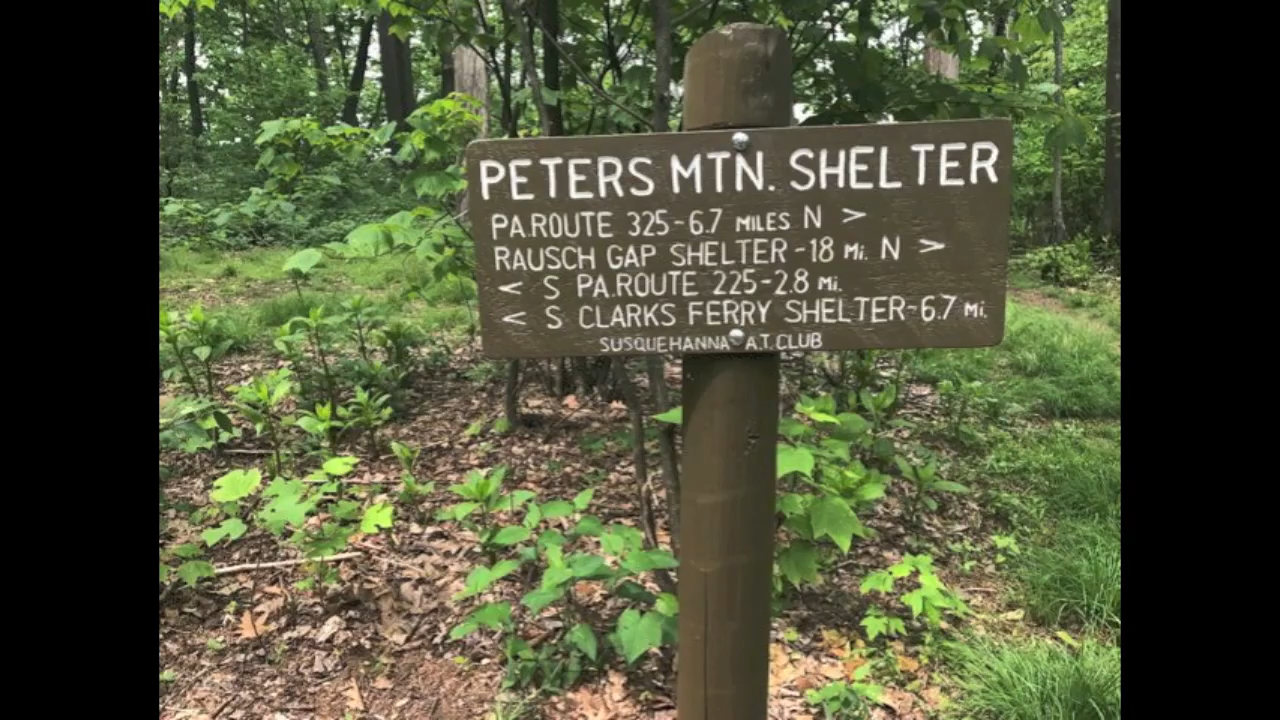 PETERS MTN. SHELTER
PA.ROUTE 325-6.7 MILES N >
RAUSCH GAP SHELTER-18 Mi. N >
< S PA.ROUTE 225-2.8 Mi.
< S CLARKS FERRY SHELTER-6.7 Mi.
SUSQUEHANNA A.T. CLUB